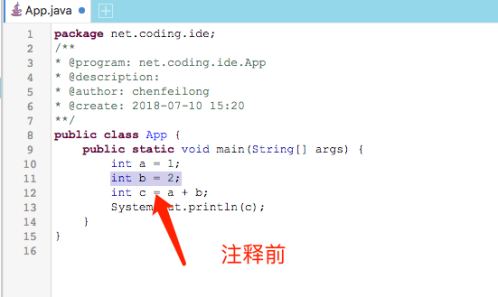 App.java
1 package net.coding.ide;
2 /**
3 * @program: net.coding.ide.App
4 * @description:
5 * @author: chenfeilong
6 * @create: 2018-07-10 15:20
7 **/
8 public class App {
9 public static void main(String[] args) {
10 int a = 1;
11 int b = 2;
12 int c = a + b;
13 System.out.println(c);
14 }
15 }
16
注释前